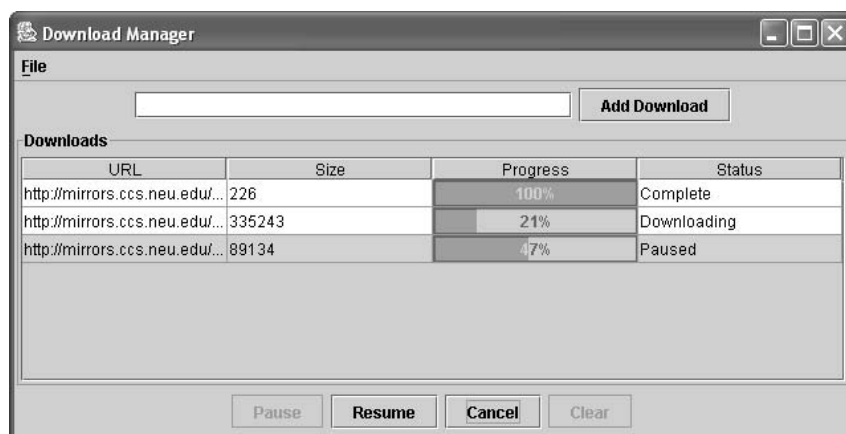 Download Manager
File
Add Download
Downloads
URL Size Progress Status
http://mirrors.ccs.neu.edu/... 226 100% Complete
http://mirrors.ccs.neu.edu/... 335243 21% Downloading
http://mirrors.ccs.neu.edu/... 89134 47% Paused
Pause Resume Cancel Clear